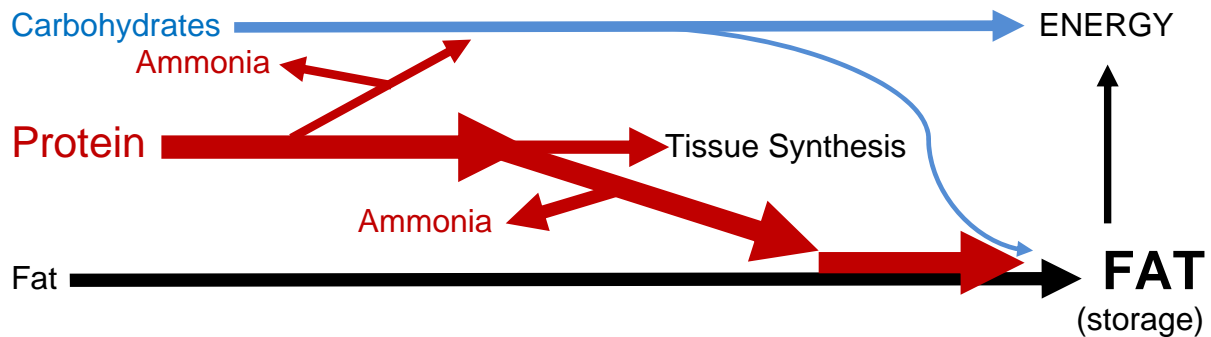 Carbohydrates
ENERGY
Ammonia
Protein
Tissue Synthesis
Ammonia
Fat
FAT
(storage)